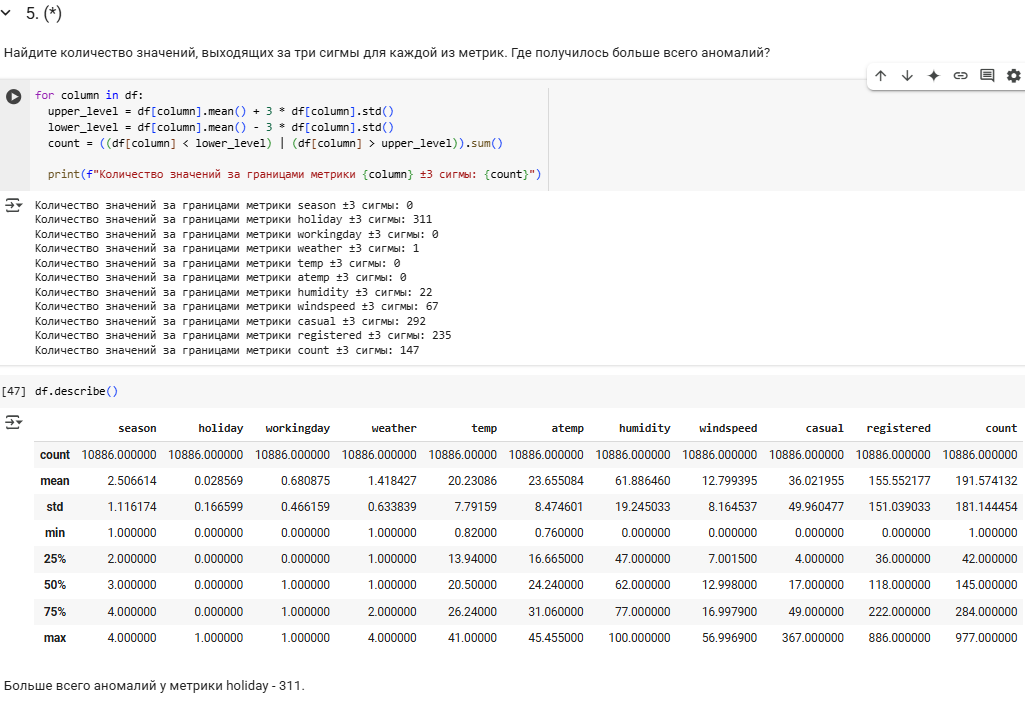 5. (*)
Найдите количество значений, выходящих за три сигмы для каждой из метрик. Где получилось больше всего аномалий?
for column in df:
  upper_level = df[column].mean() + 3 * df[column].std()
  lower_level = df[column].mean() - 3 * df[column].std()
  count = ((df[column] < lower_level) | (df[column] > upper_level)).sum()
  print(f"Количество значений за границами метрики {column} ±3 сигмы: {count}")
Количество значений за границами метрики season ±3 сигмы: 0
Количество значений за границами метрики holiday ±3 сигмы: 311
Количество значений за границами метрики workingday ±3 сигмы: 0
Количество значений за границами метрики weather ±3 сигмы: 1
Количество значений за границами метрики temp ±3 сигмы: 0
Количество значений за границами метрики atemp ±3 сигмы: 0
Количество значений за границами метрики humidity ±3 сигмы: 22
Количество значений за границами метрики windspeed ±3 сигмы: 67
Количество значений за границами метрики casual ±3 сигмы: 292
Количество значений за границами метрики registered ±3 сигмы: 235
Количество значений за границами метрики count ±3 сигмы: 147
[47] df.describe()
season holiday workingday weather temp atemp humidity windspeed casual registered count
count 10886.000000 10886.000000 10886.000000 10886.000000 10886.00000 10886.000000 10886.000000 10886.000000 10886.000000 10886.000000 10886.000000
mean 2.506614 0.028569 0.680875 1.418427 20.23086 23.655084 61.886460 12.799395 36.021955 155.552177 191.574132
std 1.116174 0.166599 0.466159 0.633839 7.79159 8.474601 19.245033 8.164537 49.960477 151.039033 181.144454
min 1.000000 0.000000 0.000000 1.000000 0.82000 0.760000 0.000000 0.000000 0.000000 0.000000 1.000000
25% 2.000000 0.000000 0.000000 1.000000 13.94000 16.665000 47.000000 7.001500 4.000000 36.000000 42.000000
50% 3.000000 0.000000 1.000000 1.000000 20.50000 24.240000 62.000000 12.998000 17.000000 118.000000 145.000000
75% 4.000000 0.000000 1.000000 2.000000 26.24000 31.060000 77.000000 16.997900 49.000000 222.000000 284.000000
max 4.000000 1.000000 1.000000 4.000000 41.00000 45.455000 100.000000 56.996900 367.000000 886.000000 977.000000
Больше всего аномалий у метрики holiday - 311.